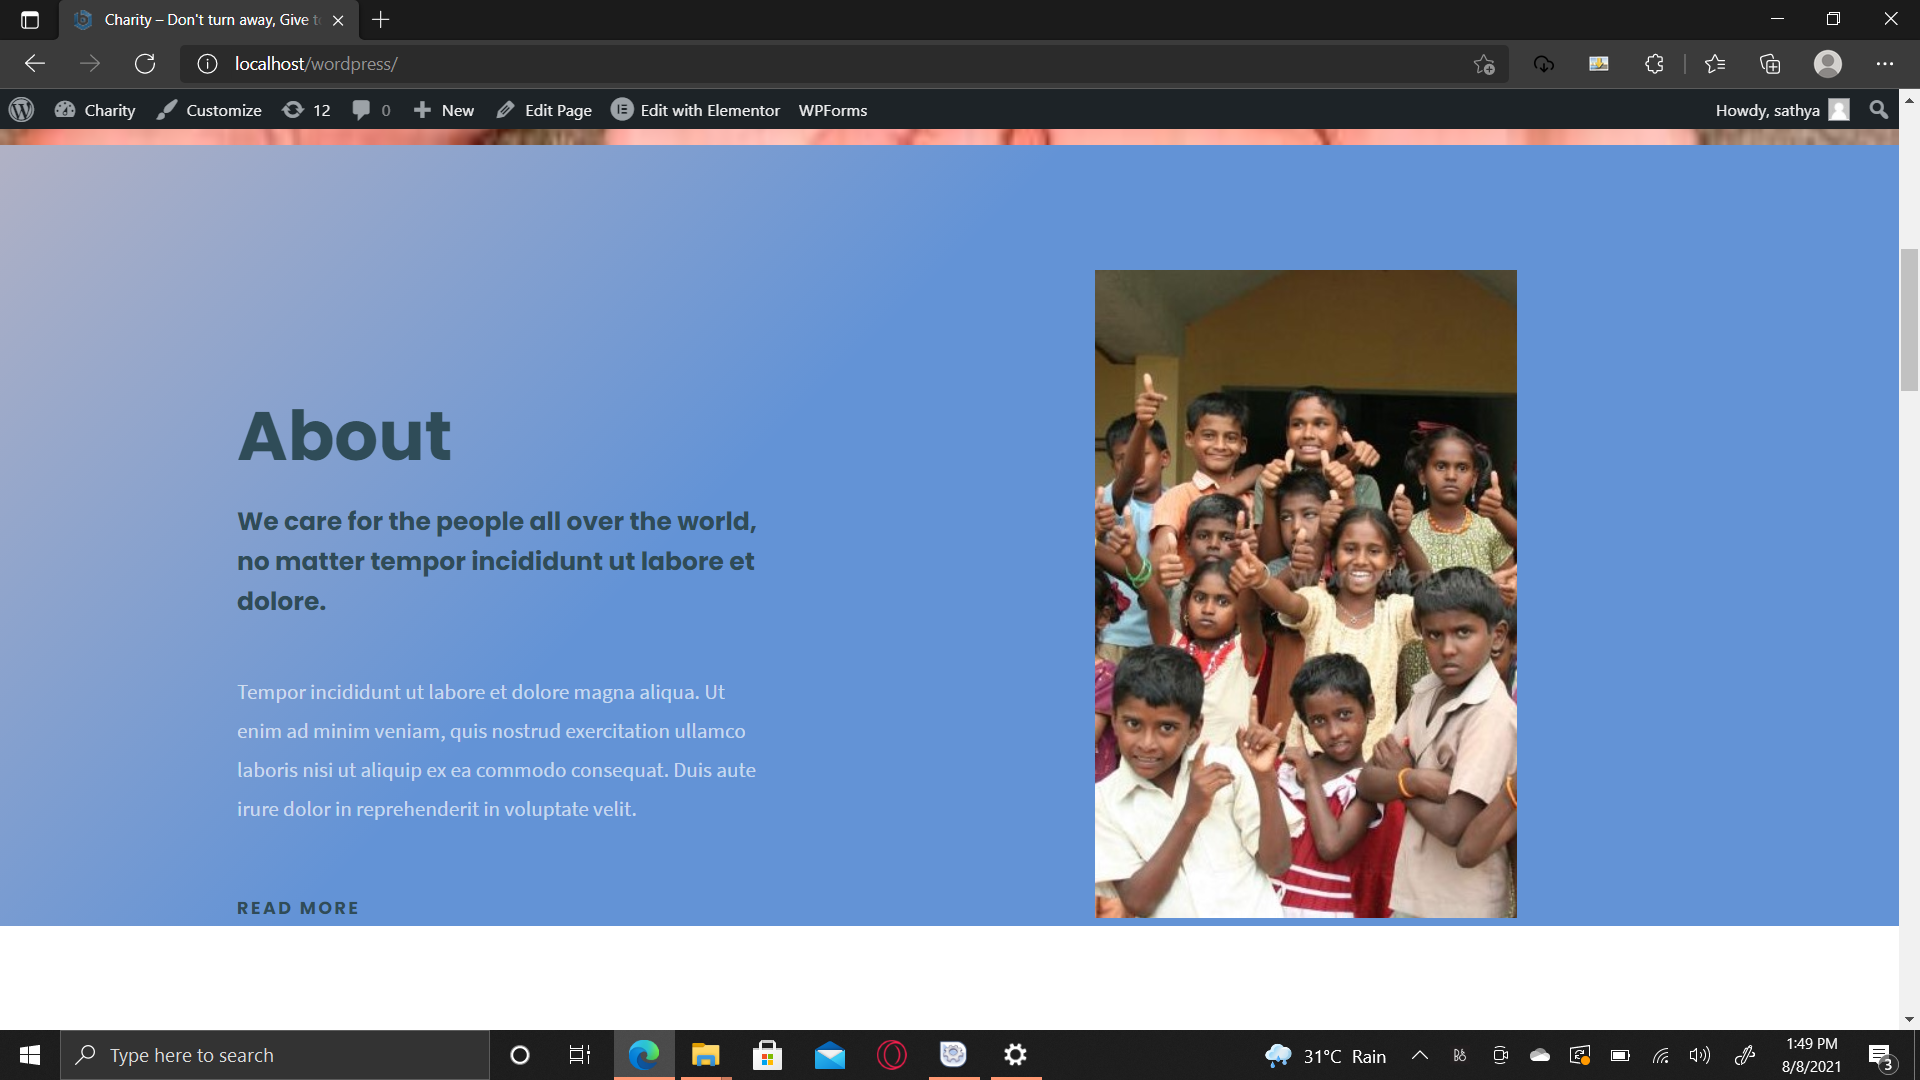 Charity – Don't turn away, Give t
localhost/wordpress/
Charity Customize 12 0 New Edit Page Edit with Elementor WPForms Howdy, sathya
About
We care for the people all over the world,
no matter tempor incididunt ut labore et
dolore.
Tempor incididunt ut labore et dolore magna aliqua. Ut
enim ad minim veniam, quis nostrud exercitation ullamco
laboris nisi ut aliquip ex ea commodo consequat. Duis aute
irure dolor in reprehenderit in voluptate velit.
READ MORE
Type here to search
31°C Rain
1:49 PM
8/8/2021
3